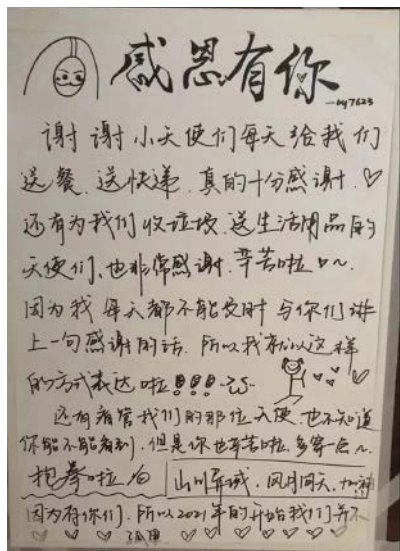 感恩有你
—by7623
谢谢小天使们每天给我们
送餐、送快递,真的十分感谢.♡
还有为我们收垃圾,送生活用品的
天使们,也非常感谢.辛苦啦
因为我每天都不能及时与你们讲
上一句感谢的话.所以我就以这样
的方式表达啦!!!
还有看管我们的那位天使,也不知道
你能不能看到,但是你也辛苦啦,多穿一点~
抱拳啦
山川异域,风月同天,加油
因为有你们,所以2021年的开始我们并不
孤单